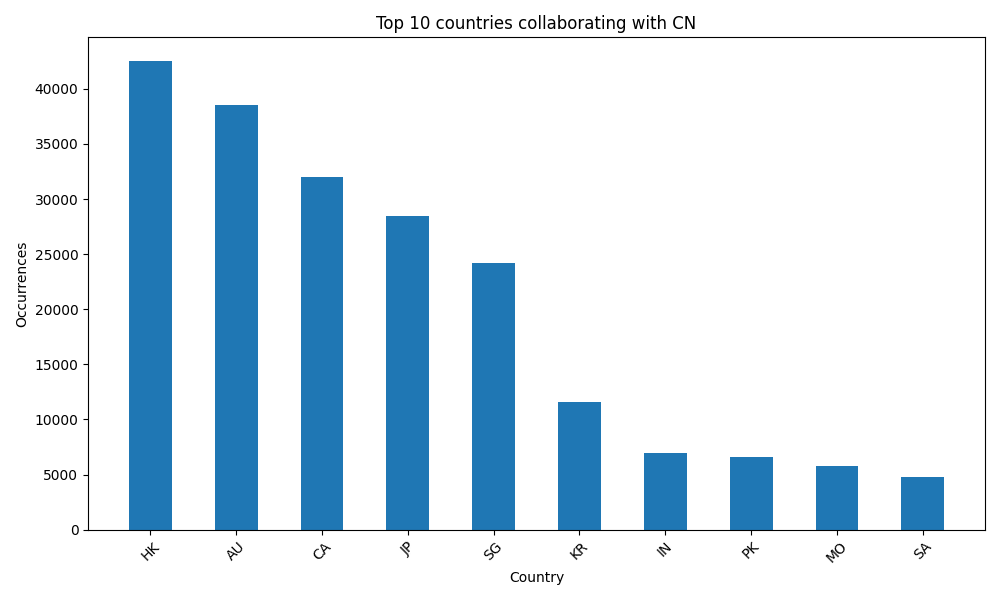 Top 10 countries collaborating with CN
Occurrences
40000
35000
30000
25000
20000
15000
10000
5000
0
HK AU CA JP SG KR IN PK MO SA
Country